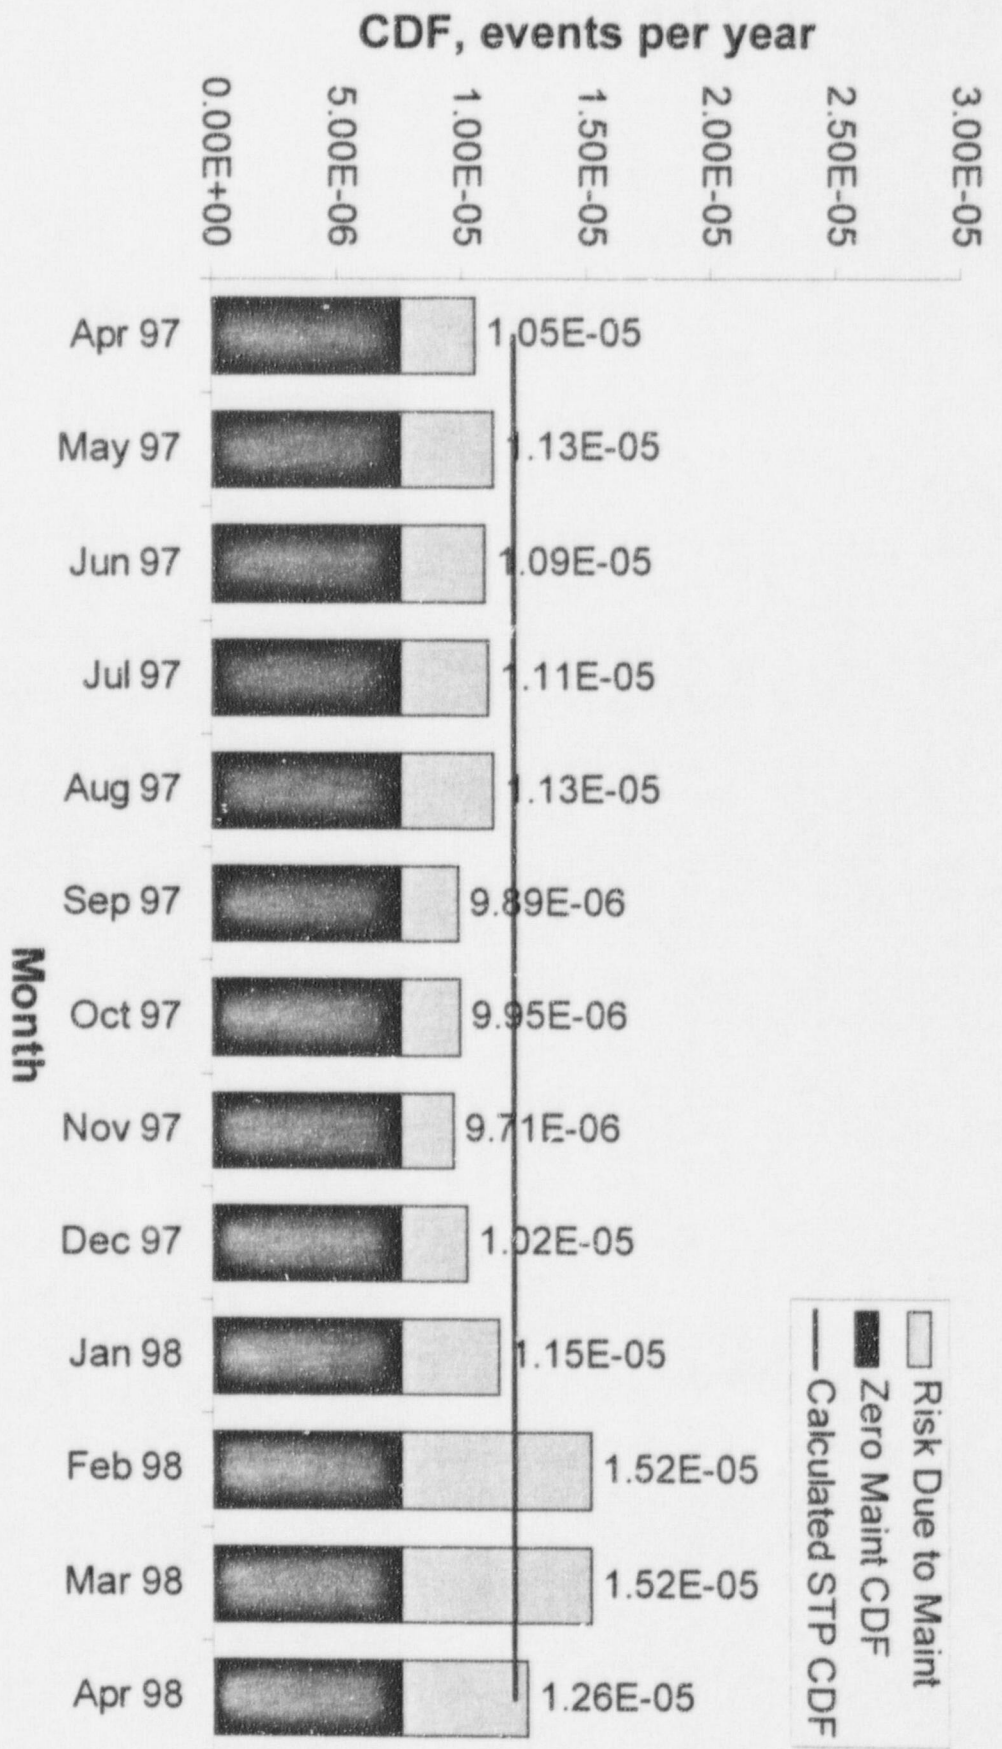 CDF, events per year
0.00E+00
5.00E-06
1.00E-05
1.50E-05
2.00E-05
2.50E-05
3.00E-05
Risk Due to Maint
Zero Maint CDF
Calculated STP CDF
Apr 97
1.05E-05
May 97
1.13E-05
Jun 97
1.09E-05
Jul 97
1.11E-05
Aug 97
1.13E-05
Sep 97
9.89E-06
Oct 97
9.95E-06
Nov 97
9.71E-06
Dec 97
1.02E-05
Jan 98
1.15E-05
Feb 98
1.52E-05
Mar 98
1.52E-05
Apr 98
1.26E-05
Month